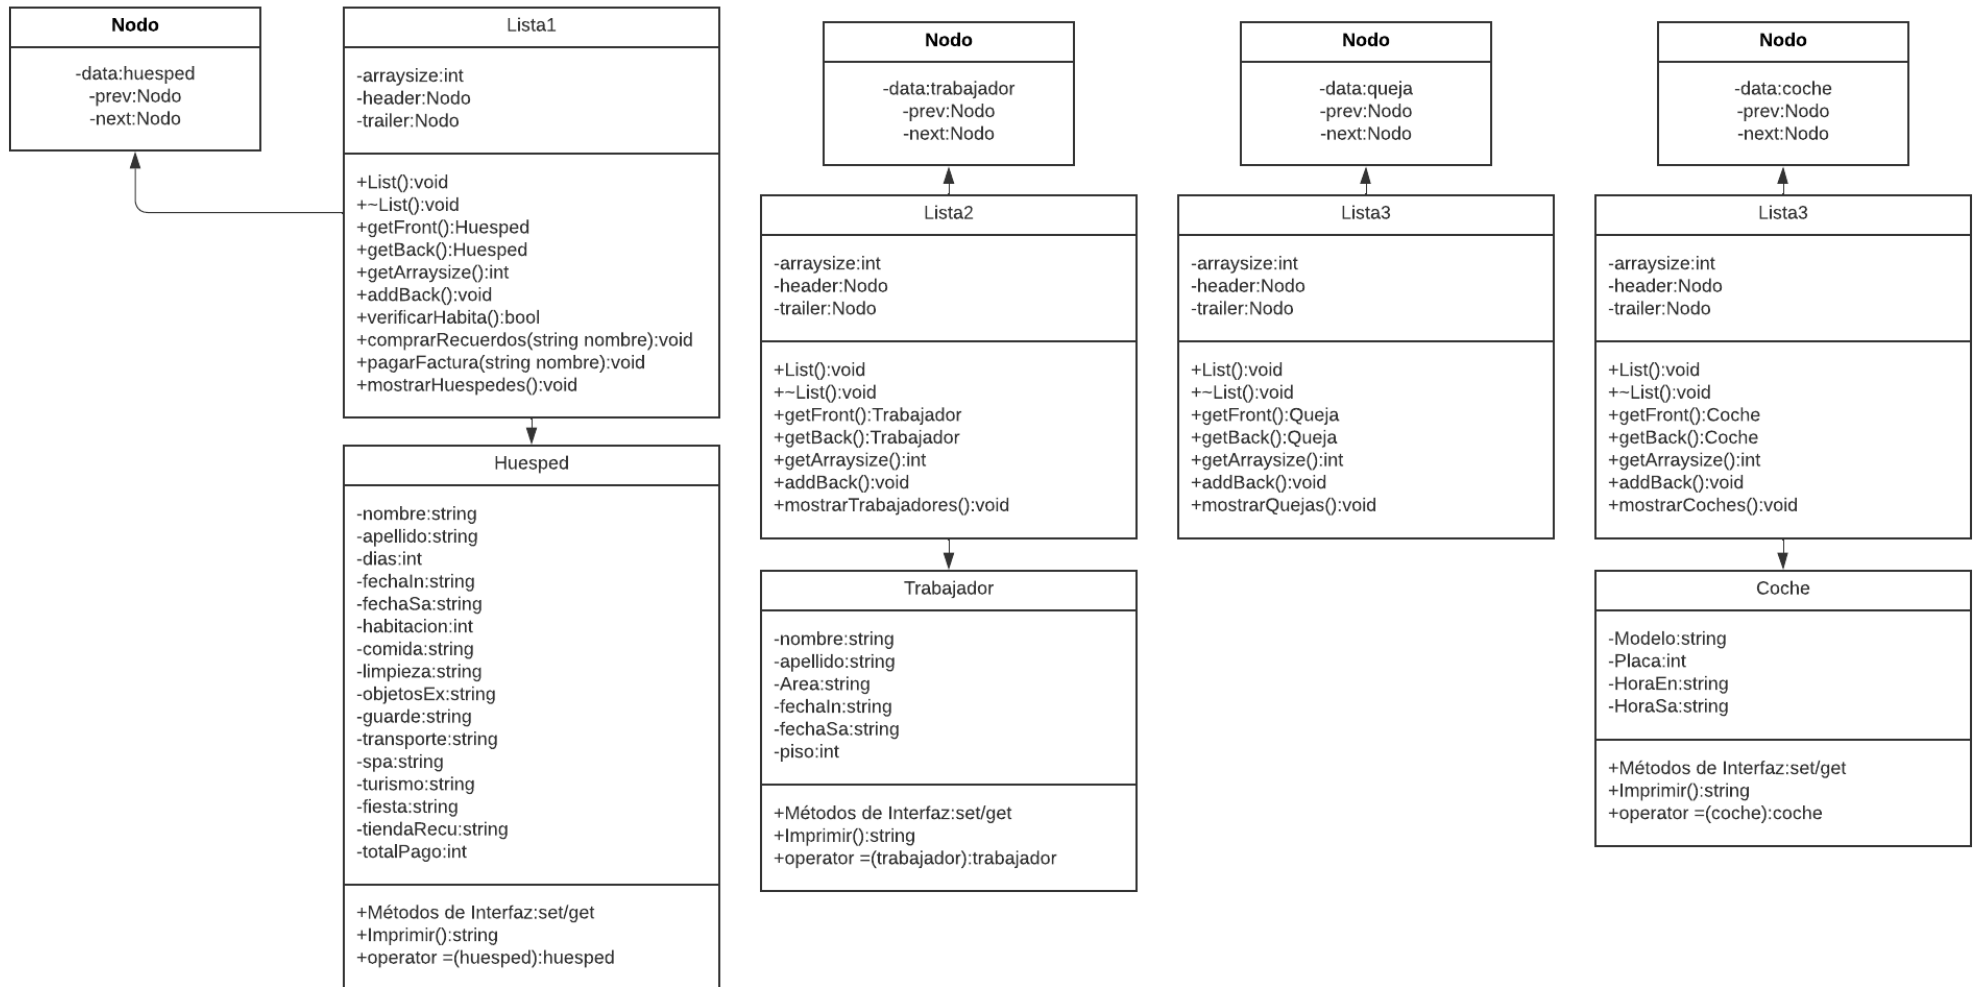 Nodo
-data:huesped
-prev:Nodo
-next:Nodo
Lista1
-arraysize:int
-header:Nodo
-trailer:Nodo
+List():void
+~List():void
+getFront():Huesped
+getBack():Huesped
+getArraysize():int
+addBack():void
+verificarHabita():bool
+comprarRecuerdos(string nombre):void
+pagarFactura(string nombre):void
+mostrarHuespedes():void
Huesped
-nombre:string
-apellido:string
-dias:int
-fechaIn:string
-fechaSa:string
-habitacion:int
-comida:string
-limpieza:string
-objetosEx:string
-guarde:string
-transporte:string
-spa:string
-turismo:string
-fiesta:string
-tiendaRecu:string
-totalPago:int
+Métodos de Interfaz:set/get
+Imprimir():string
+operator =(huesped):huesped
Nodo
-data:trabajador
-prev:Nodo
-next:Nodo
Lista2
-arraysize:int
-header:Nodo
-trailer:Nodo
+List():void
+~List():void
+getFront():Trabajador
+getBack():Trabajador
+getArraysize():int
+addBack():void
+mostrarTrabajadores():void
Trabajador
-nombre:string
-apellido:string
-Area:string
-fechaIn:string
-fechaSa:string
-piso:int
+Métodos de Interfaz:set/get
+Imprimir():string
+operator =(trabajador):trabajador
Nodo
-data:queja
-prev:Nodo
-next:Nodo
Lista3
-arraysize:int
-header:Nodo
-trailer:Nodo
+List():void
+~List():void
+getFront():Queja
+getBack():Queja
+getArraysize():int
+addBack():void
+mostrarQuejas():void
Nodo
-data:coche
-prev:Nodo
-next:Nodo
Lista3
-arraysize:int
-header:Nodo
-trailer:Nodo
+List():void
+~List():void
+getFront():Coche
+getBack():Coche
+getArraysize():int
+addBack():void
+mostrarCoches():void
Coche
-Modelo:string
-Placa:int
-HoraEn:string
-HoraSa:string
+Métodos de Interfaz:set/get
+Imprimir():string
+operator =(coche):coche